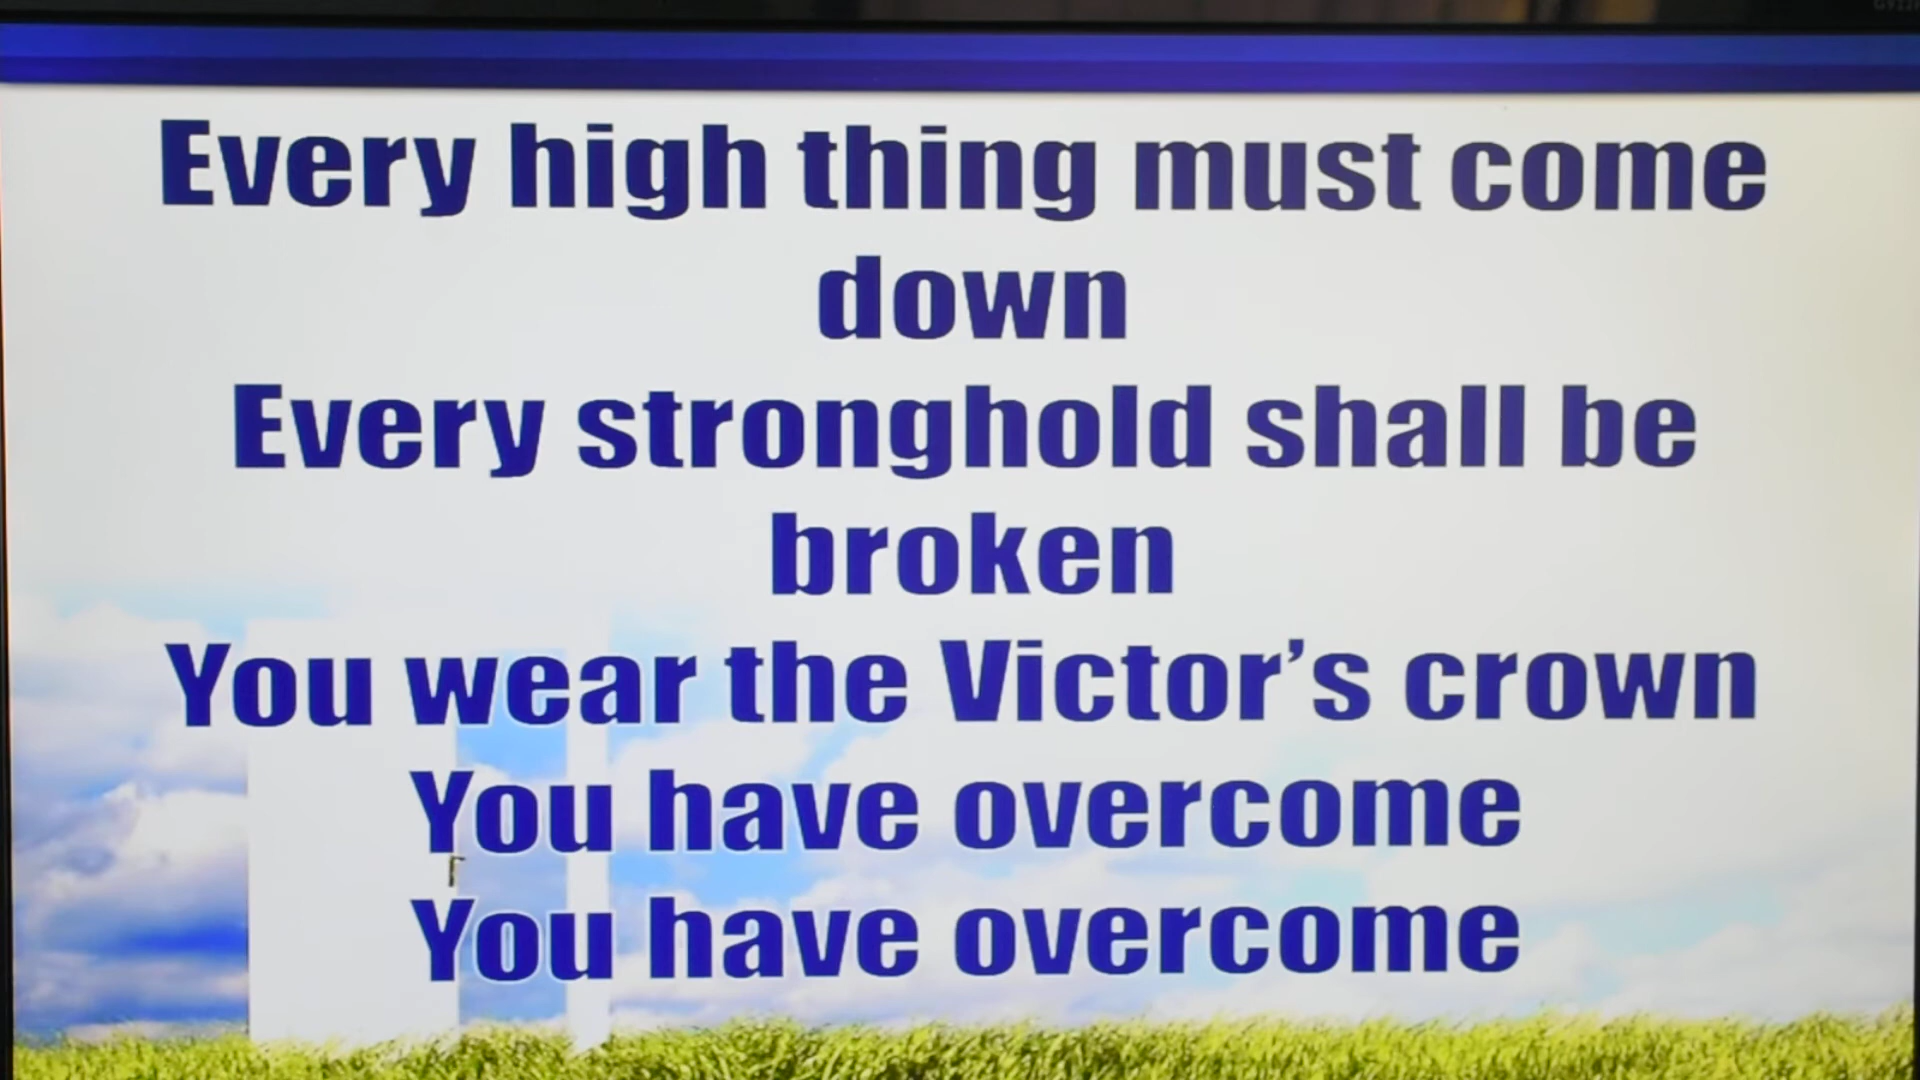 Every high thing must come
down
Every stronghold shall be
broken
You wear the Victor’s crown
You have overcome
You have overcome